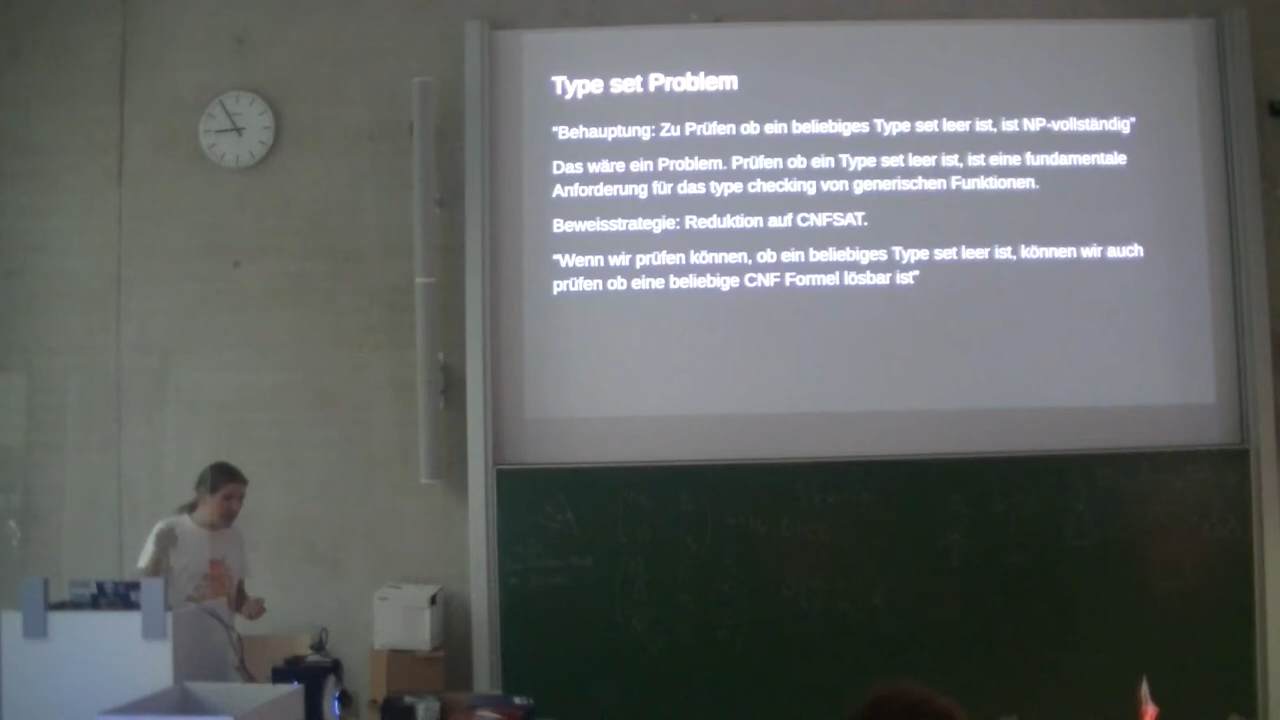 Type set Problem
“Behauptung: Zu Prüfen ob ein beliebiges Type set leer ist, ist NP-vollständig”
Das wäre ein Problem. Prüfen ob ein Type set leer ist, ist eine fundamentale
Anforderung für das type checking von generischen Funktionen.
Beweisstrategie: Reduktion auf CNFSAT.
“Wenn wir prüfen können, ob ein beliebiges Type set leer ist, können wir auch
prüfen ob eine beliebige CNF Formel lösbar ist”